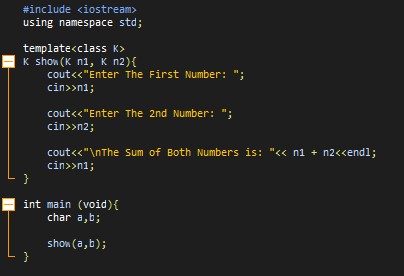 #include <iostream>
using namespace std;
template<class K>
K show(K n1, K n2){
cout<<"Enter The First Number: ";
cin>>n1;
cout<<"Enter The 2nd Number: ";
cin>>n2;
cout<<"\nThe Sum of Both Numbers is: "<< n1 + n2<<endl;
cin>>n1;
}
int main (void){
char a,b;
show(a,b);
}